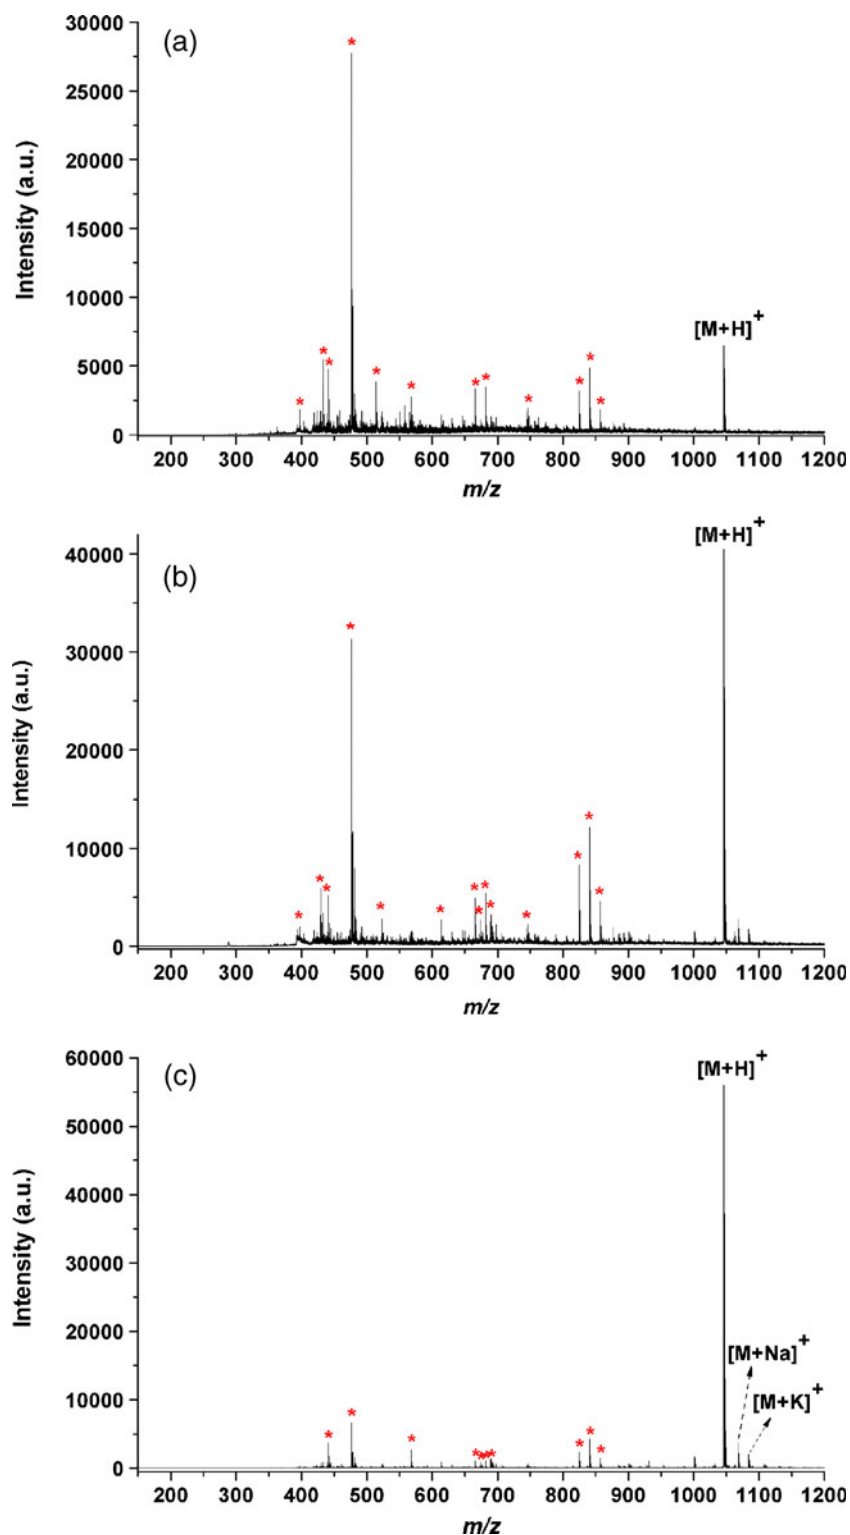 (a)
Intensity (a.u.)
30000
25000
20000
15000
10000
5000
0
* * * * * * * * * * * *
[M+H]+
200 300 400 500 600 700 800 900 1000 1100 1200
m/z
(b)
Intensity (a.u.)
40000
30000
20000
10000
0
* * * * * * * * * * * * * *
[M+H]+
200 300 400 500 600 700 800 900 1000 1100 1200
m/z
(c)
Intensity (a.u.)
60000
50000
40000
30000
20000
10000
0
* * * * * * * * * *
[M+H]+
[M+Na]+
[M+K]+
200 300 400 500 600 700 800 900 1000 1100 1200
m/z